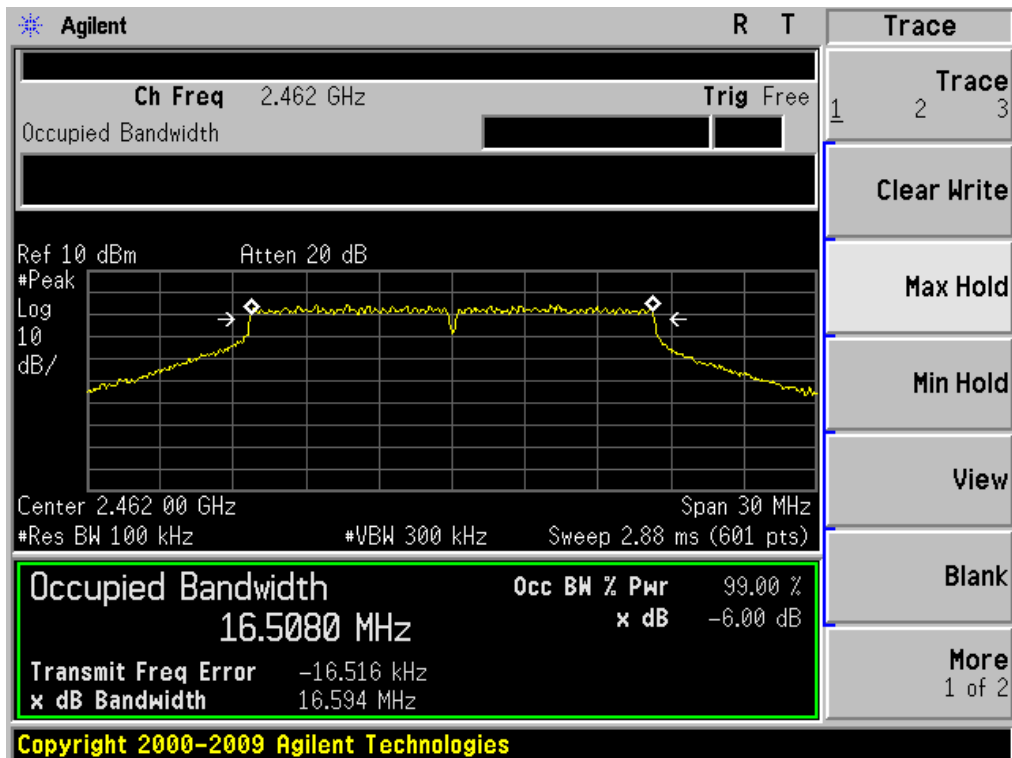 Agilent R T Trace
Ch Freq 2.462 GHz Trig Free
Occupied Bandwidth
Trace
1 2 3
Clear Write
Max Hold
Min Hold
View
Blank
More
1 of 2
Ref 10 dBm Atten 20 dB
#Peak
Log
10
dB/
Center 2.462 00 GHz Span 30 MHz
#Res BW 100 kHz #VBW 300 kHz Sweep 2.88 ms (601 pts)
Occupied Bandwidth Occ BW % Pwr 99.00 %
16.5080 MHz x dB -6.00 dB
Transmit Freq Error -16.516 kHz
x dB Bandwidth 16.594 MHz
Copyright 2000-2009 Agilent Technologies